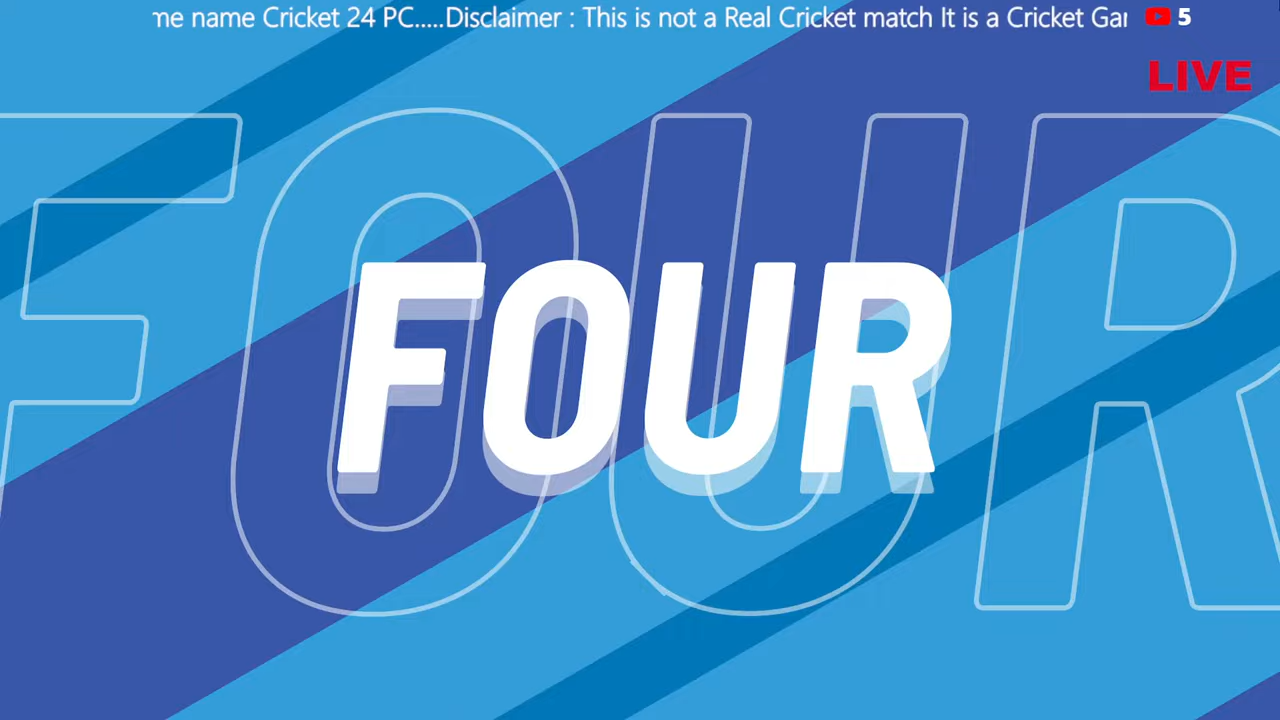 me name Cricket 24 PC.....Disclaimer : This is not a Real Cricket match It is a Cricket Gar
5
LIVE
FOUR
FOUR